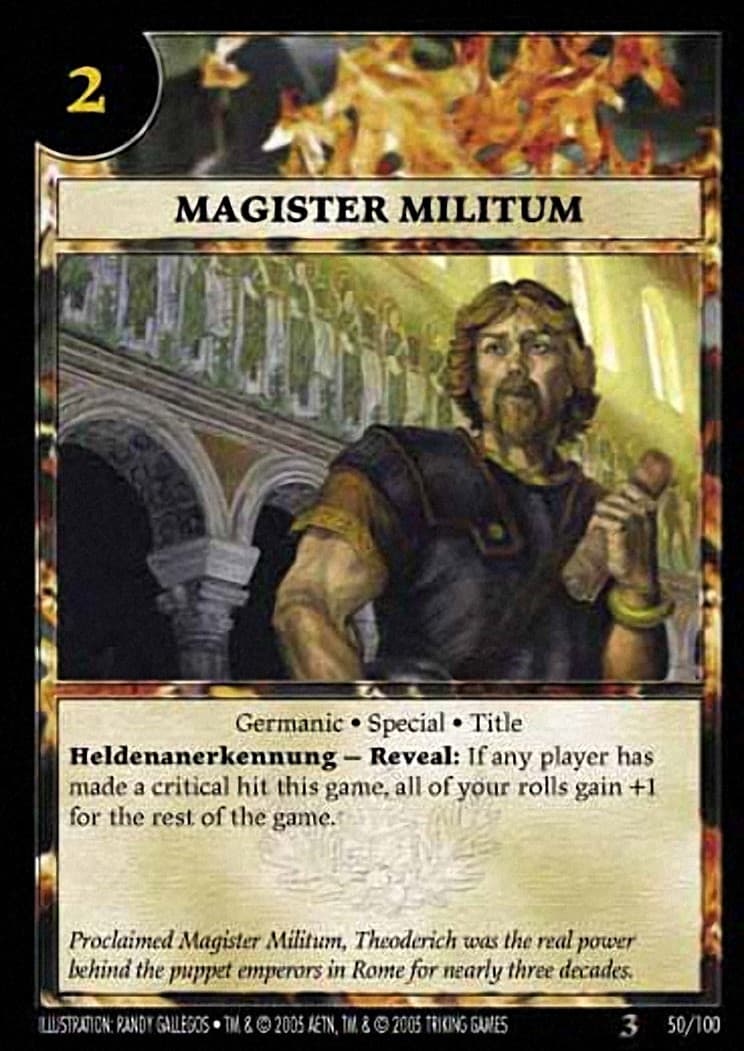 2
MAGISTER MILITUM
Germanic • Special • Title
Heldenanerkennung – Reveal: If any player has
made a critical hit this game, all of your rolls gain +1
for the rest of the game.
Proclaimed Magister Militum, Theoderich was the real power
behind the puppet emperors in Rome for nearly three decades.
ILLUSTRATION: RANDY GALLEGOS • TM & © 2005 AETN, TM & © 2005 TRIKING GAMES 3 50/100